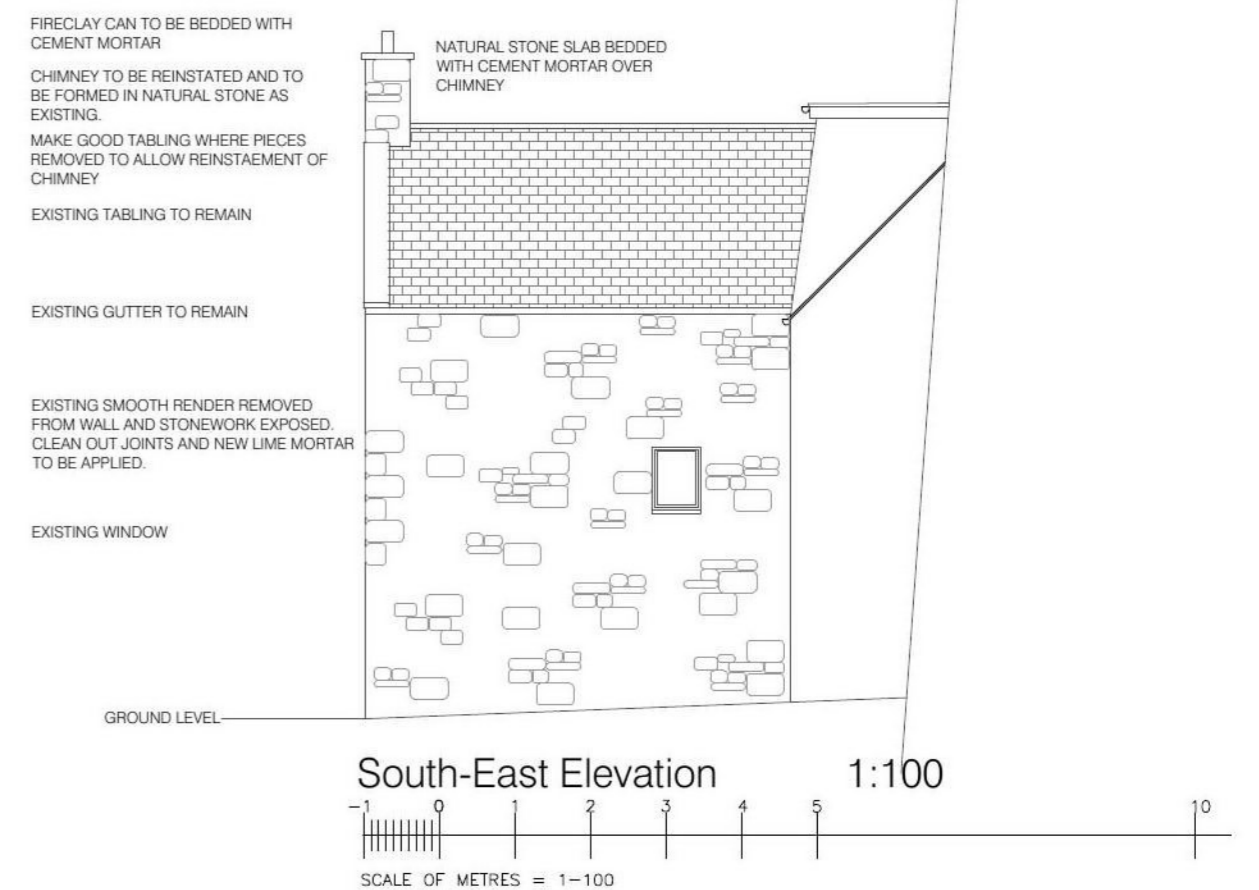 FIRECLAY CAN TO BE BEDDED WITH
CEMENT MORTAR
NATURAL STONE SLAB BEDDED
WITH CEMENT MORTAR OVER
CHIMNEY
CHIMNEY TO BE REINSTATED AND TO
BE FORMED IN NATURAL STONE AS
EXISTING.
MAKE GOOD TABLING WHERE PIECES
REMOVED TO ALLOW REINSTAEMENT OF
CHIMNEY
EXISTING TABLING TO REMAIN
EXISTING GUTTER TO REMAIN
EXISTING SMOOTH RENDER REMOVED
FROM WALL AND STONEWORK EXPOSED.
CLEAN OUT JOINTS AND NEW LIME MORTAR
TO BE APPLIED.
EXISTING WINDOW
GROUND LEVEL
South-East Elevation 1:100
-1 0 1 2 3 4 5 10
SCALE OF METRES = 1-100